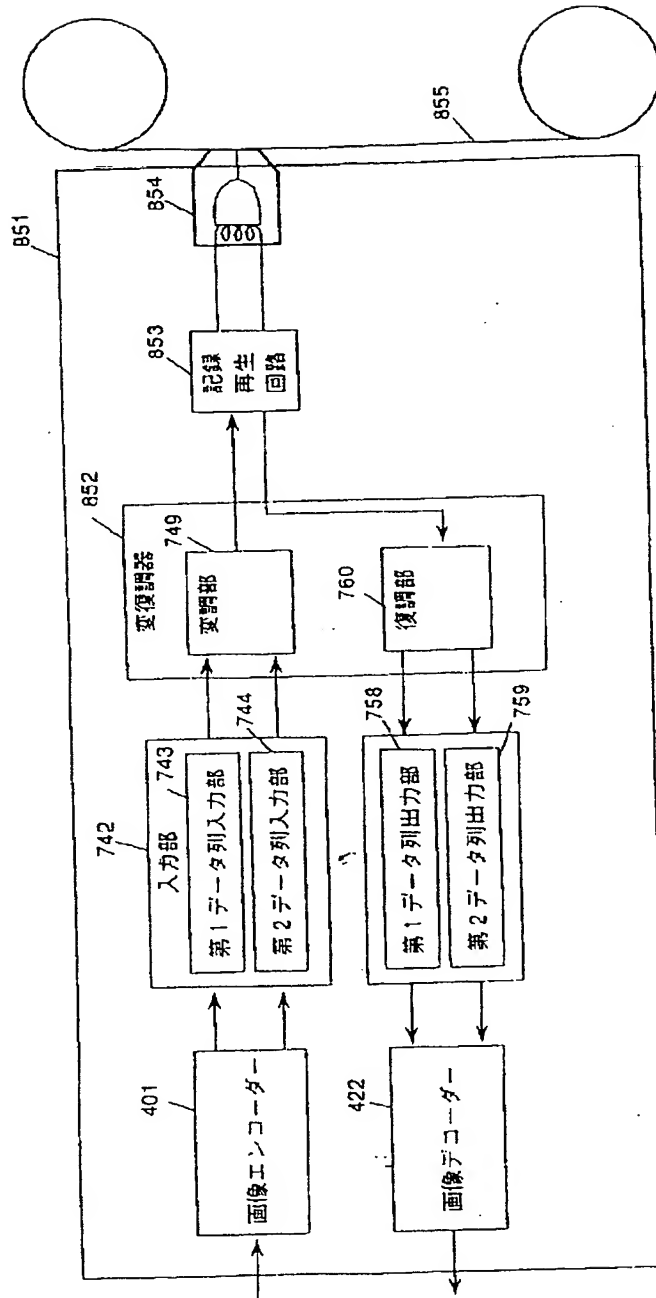 851
852
変復調器
749
変調部
760
復調部
853
記録
再生
回路
854
855
742
入力部
743
第1データ列入力部
744
第2データ列入力部
758
第1データ列出力部
759
第2データ列出力部
401
画像エンコーダー
422
画像デコーダー